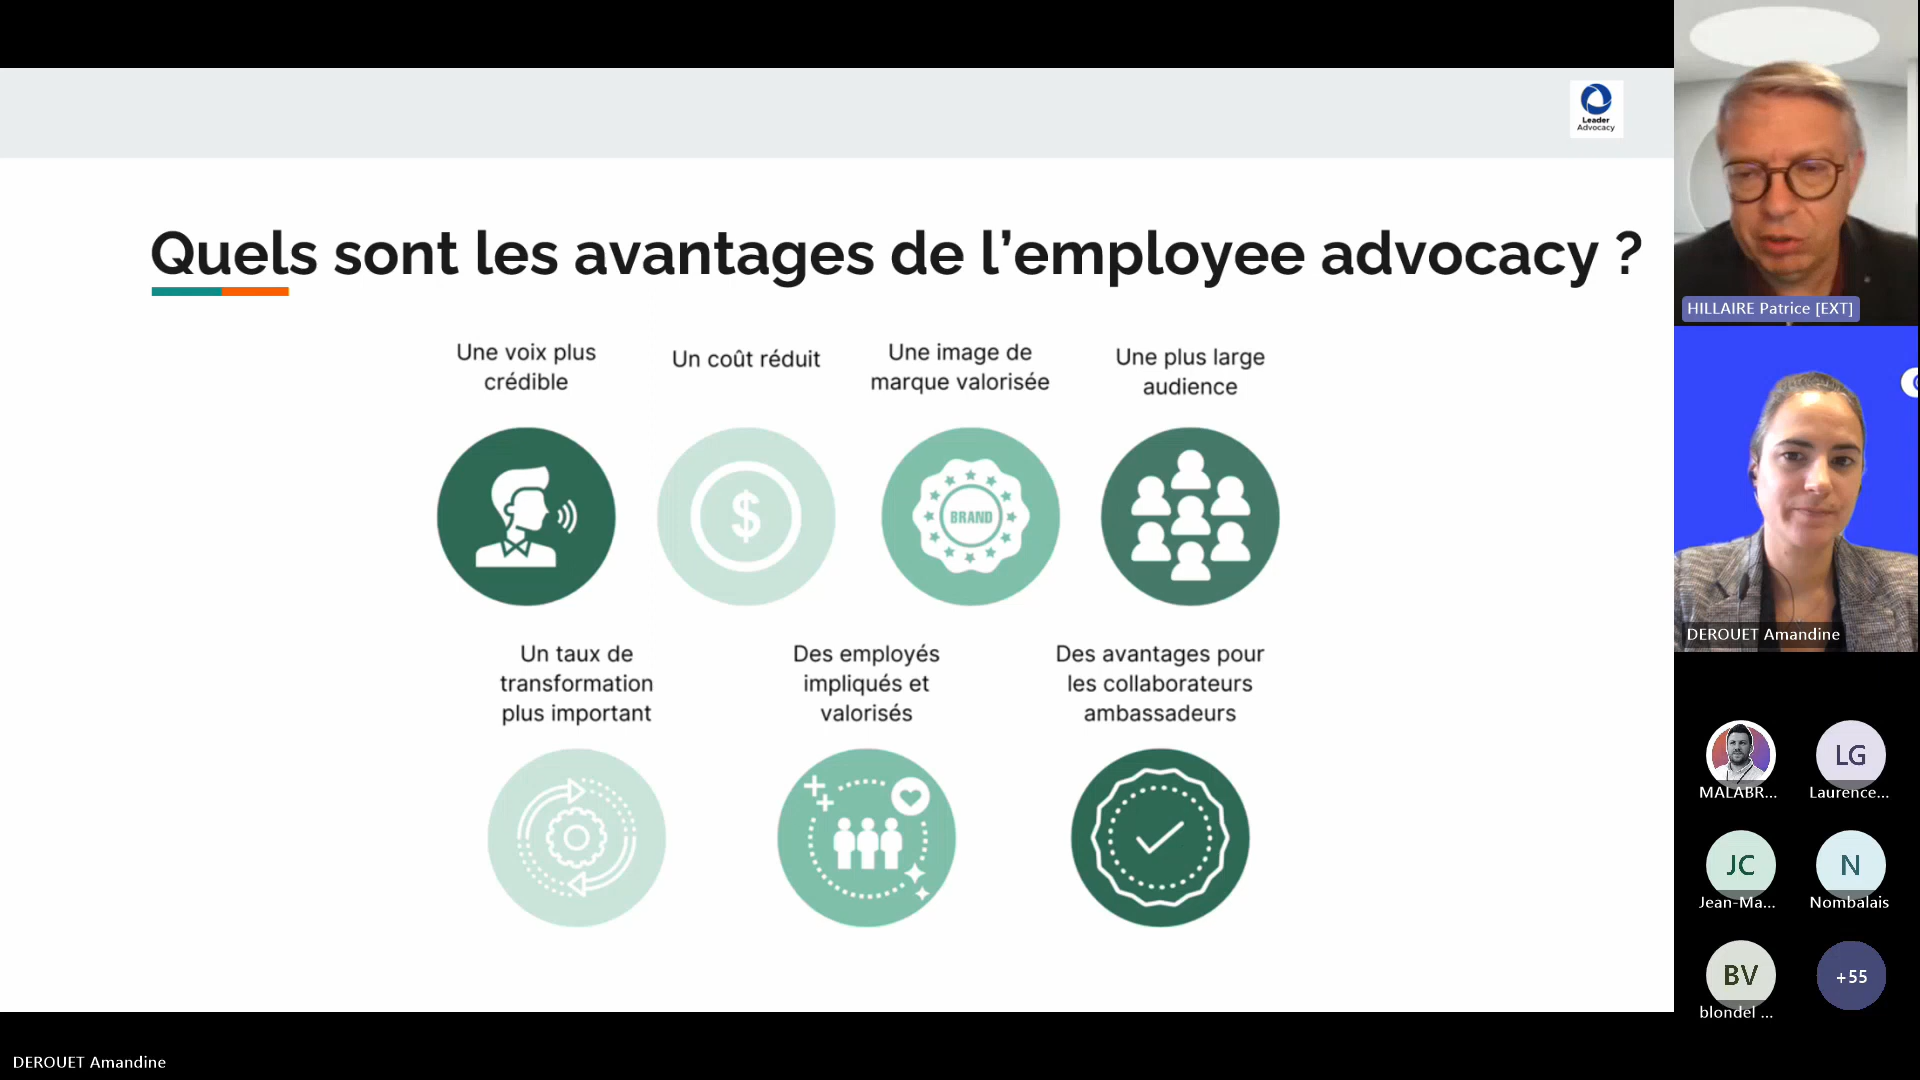 Leader
Advocacy
Quels sont les avantages de l’employee advocacy ?
Une voix plus
crédible
Un coût réduit
Une image de
marque valorisée
Une plus large
audience
$
BRAND
Un taux de
transformation
plus important
Des employés
impliqués et
valorisés
Des avantages pour
les collaborateurs
ambassadeurs
HILLAIRE Patrice [EXT]
DEROUET Amandine
MALABR...
LG
Laurence...
JC
Jean-Ma...
N
Nombalais
BV
blondel ...
+55
DEROUET Amandine